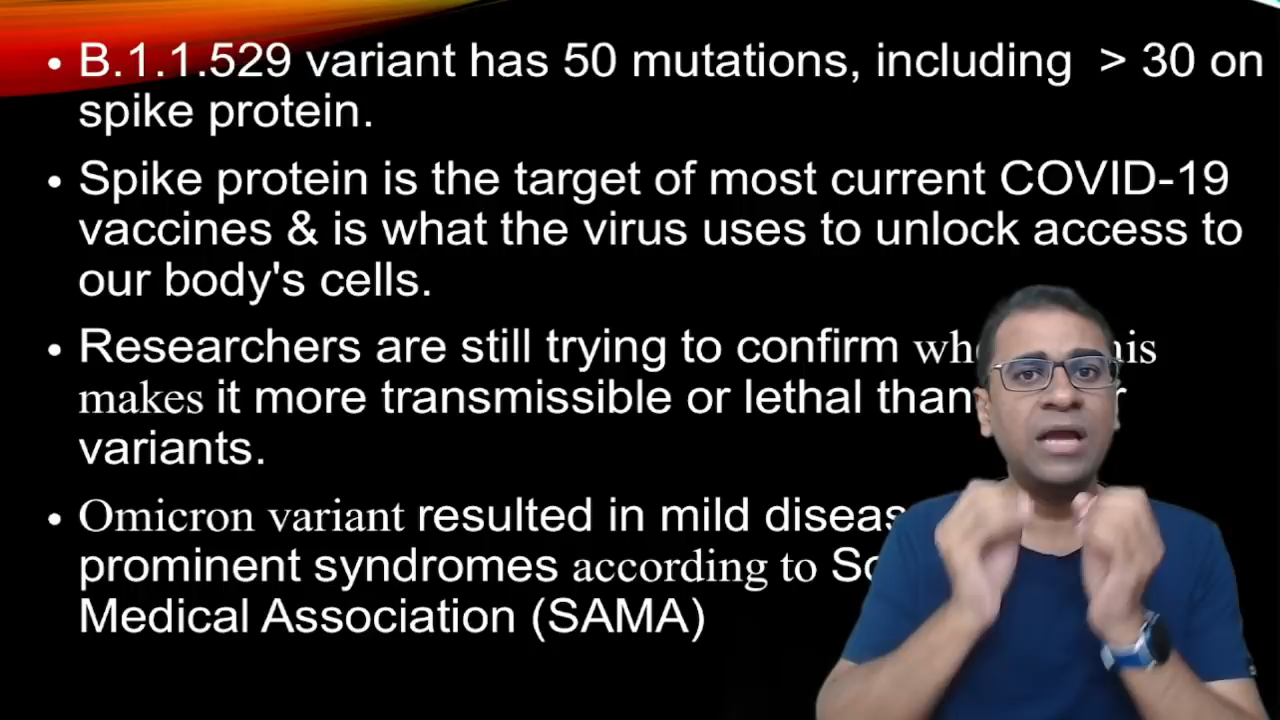 • B.1.1.529 variant has 50 mutations, including > 30 on
spike protein.
• Spike protein is the target of most current COVID-19
vaccines & is what the virus uses to unlock access to
our body's cells.
• Researchers are still trying to confirm
makes it more transmissible or lethal than
variants.
• Omicron variant resulted in mild
prominent syndromes according to
Medical Association (SAMA)